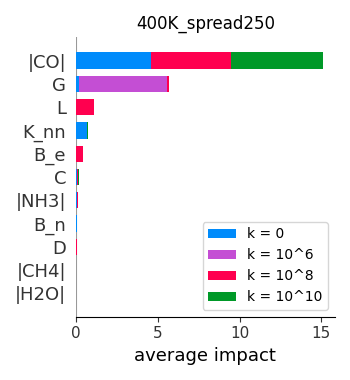 400K_spread250
|CO|
G
L
K_nn
B_e
C
|NH3|
B_n
D
|CH4|
|H2O|
k = 0
k = 10^6
k = 10^8
k = 10^10
0 5 10 15
average impact